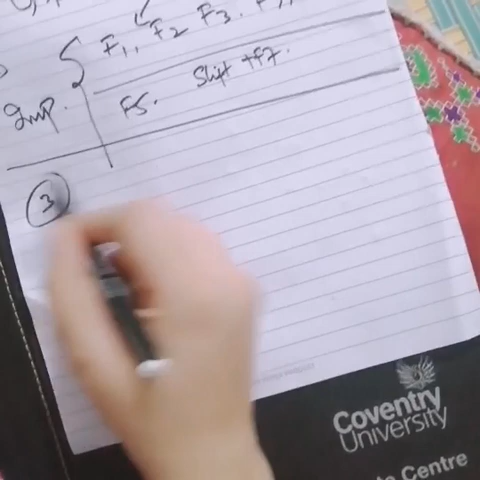 F1, F2 F3.
Imp.
F5. Shift +F7.
3
Coventry
University
Centre